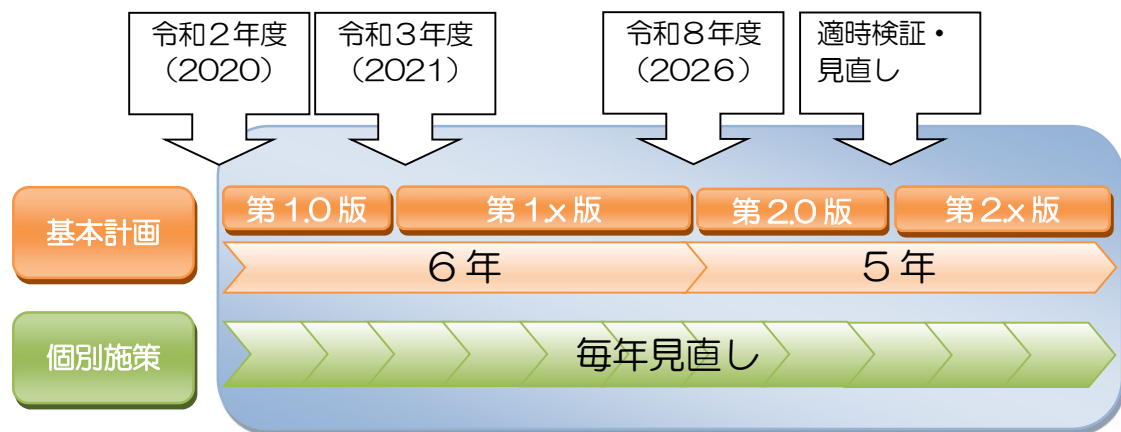 令和２年度
（２０２０）
令和３年度
（２０２１）
令和８年度
（２０２６）
適時検証・
見直し
基本計画
第１.０版
第１.x版
第２.０版
第２.x版
６年
５年
個別施策
毎年見直し